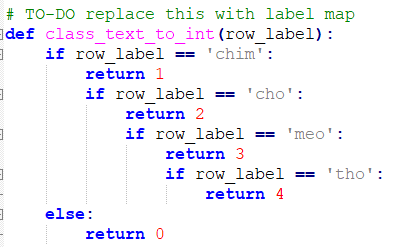 # TO-DO replace this with label map
def class_text_to_int(row_label):
    if row_label == 'chim':
        return 1
        if row_label == 'cho':
            return 2
            if row_label == 'meo':
                return 3
                if row_label == 'tho':
                    return 4
    else:
        return 0